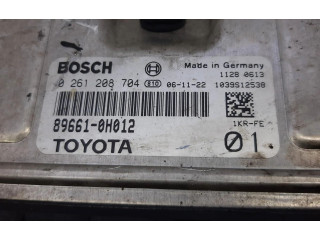 BOSCH
Made in Germany
1128 0613
0 261 208 704 010 06-11-22 1039S12538
89661-0H012
1KR-FE
TOYOTA 01